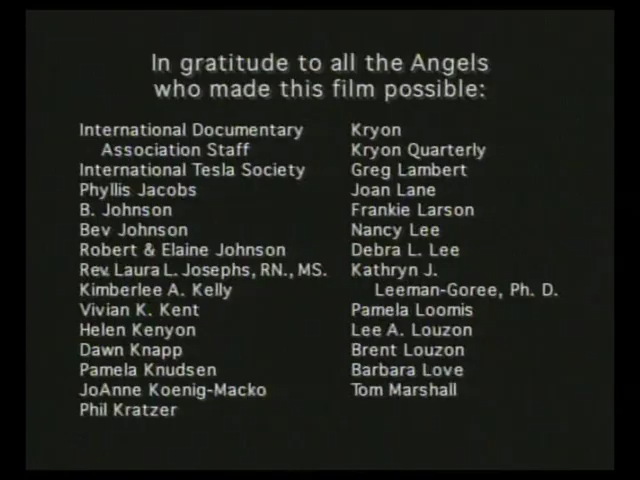 In gratitude to all the Angels
who made this film possible:
International Documentary
Association Staff
International Tesla Society
Phyllis Jacobs
B. Johnson
Bev Johnson
Robert & Elaine Johnson
Rev. Laura L. Josephs, RN., MS.
Kimberlee A. Kelly
Vivian K. Kent
Helen Kenyon
Dawn Knapp
Pamela Knudsen
JoAnne Koenig-Macko
Phil Kratzer
Kryon
Kryon Quarterly
Greg Lambert
Joan Lane
Frankie Larson
Nancy Lee
Debra L. Lee
Kathryn J.
Leeman-Goree, Ph. D.
Pamela Loomis
Lee A. Louzon
Brent Louzon
Barbara Love
Tom Marshall